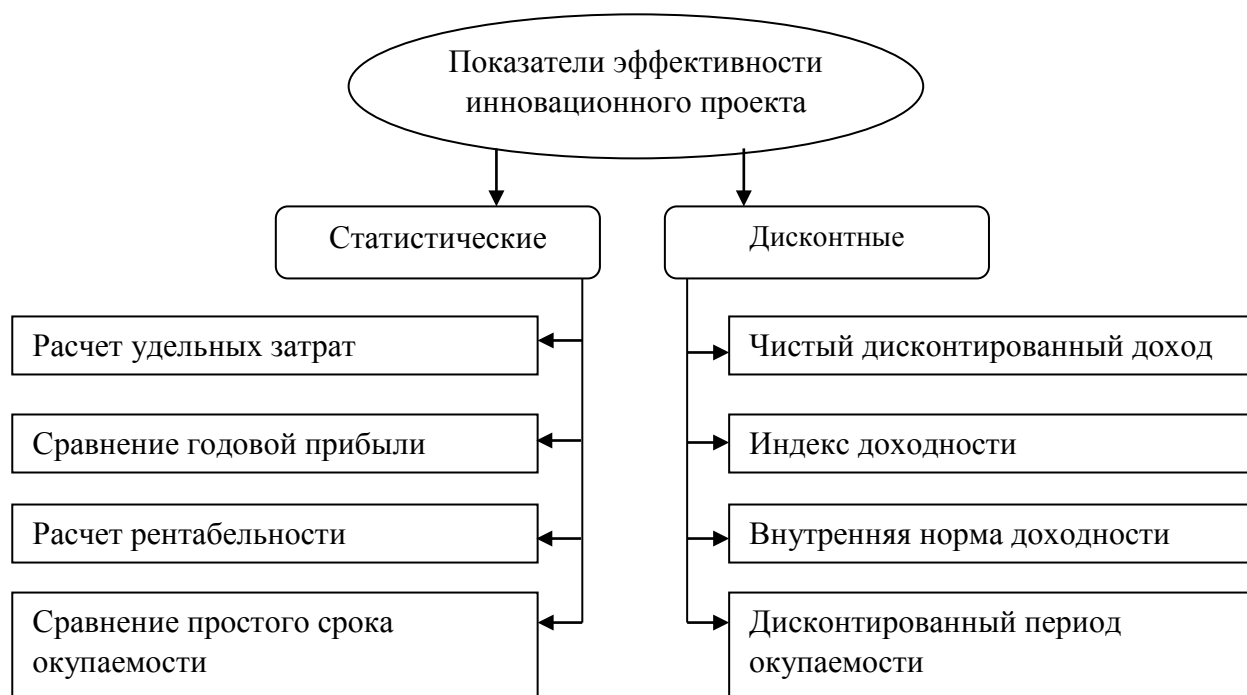 Показатели эффективности
инновационного проекта
Статистические
Дисконтные
Расчет удельных затрат
Чистый дисконтированный доход
Сравнение годовой прибыли
Индекс доходности
Расчет рентабельности
Внутренняя норма доходности
Сравнение простого срока
окупаемости
Дисконтированный период
окупаемости